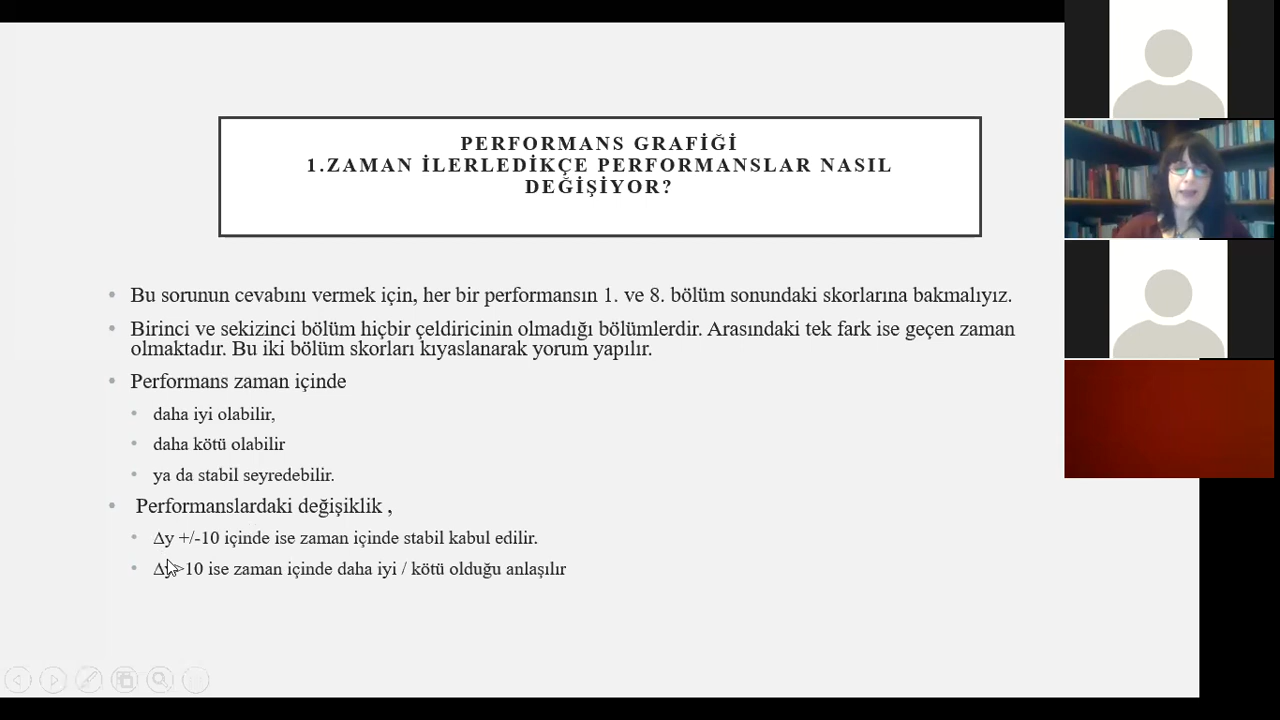 PERFORMANS GRAFİĞİ
1.ZAMAN İLERLEDİKÇE PERFORMANSLAR NASIL
DEĞİŞİYOR?
• Bu sorunun cevabını vermek için, her bir performansın 1. ve 8. bölüm sonundaki skorlarına bakmalıyız.
• Birinci ve sekizinci bölüm hiçbir çeldiricinin olmadığı bölümlerdir. Arasındaki tek fark ise geçen zaman
olmaktadır. Bu iki bölüm skorları kıyaslanarak yorum yapılır.
• Performans zaman içinde
• daha iyi olabilir,
• daha kötü olabilir
• ya da stabil seyredebilir.
• Performanslardaki değişiklik ,
• Δy +/-10 içinde ise zaman içinde stabil kabul edilir.
• Δy>10 ise zaman içinde daha iyi / kötü olduğu anlaşılır